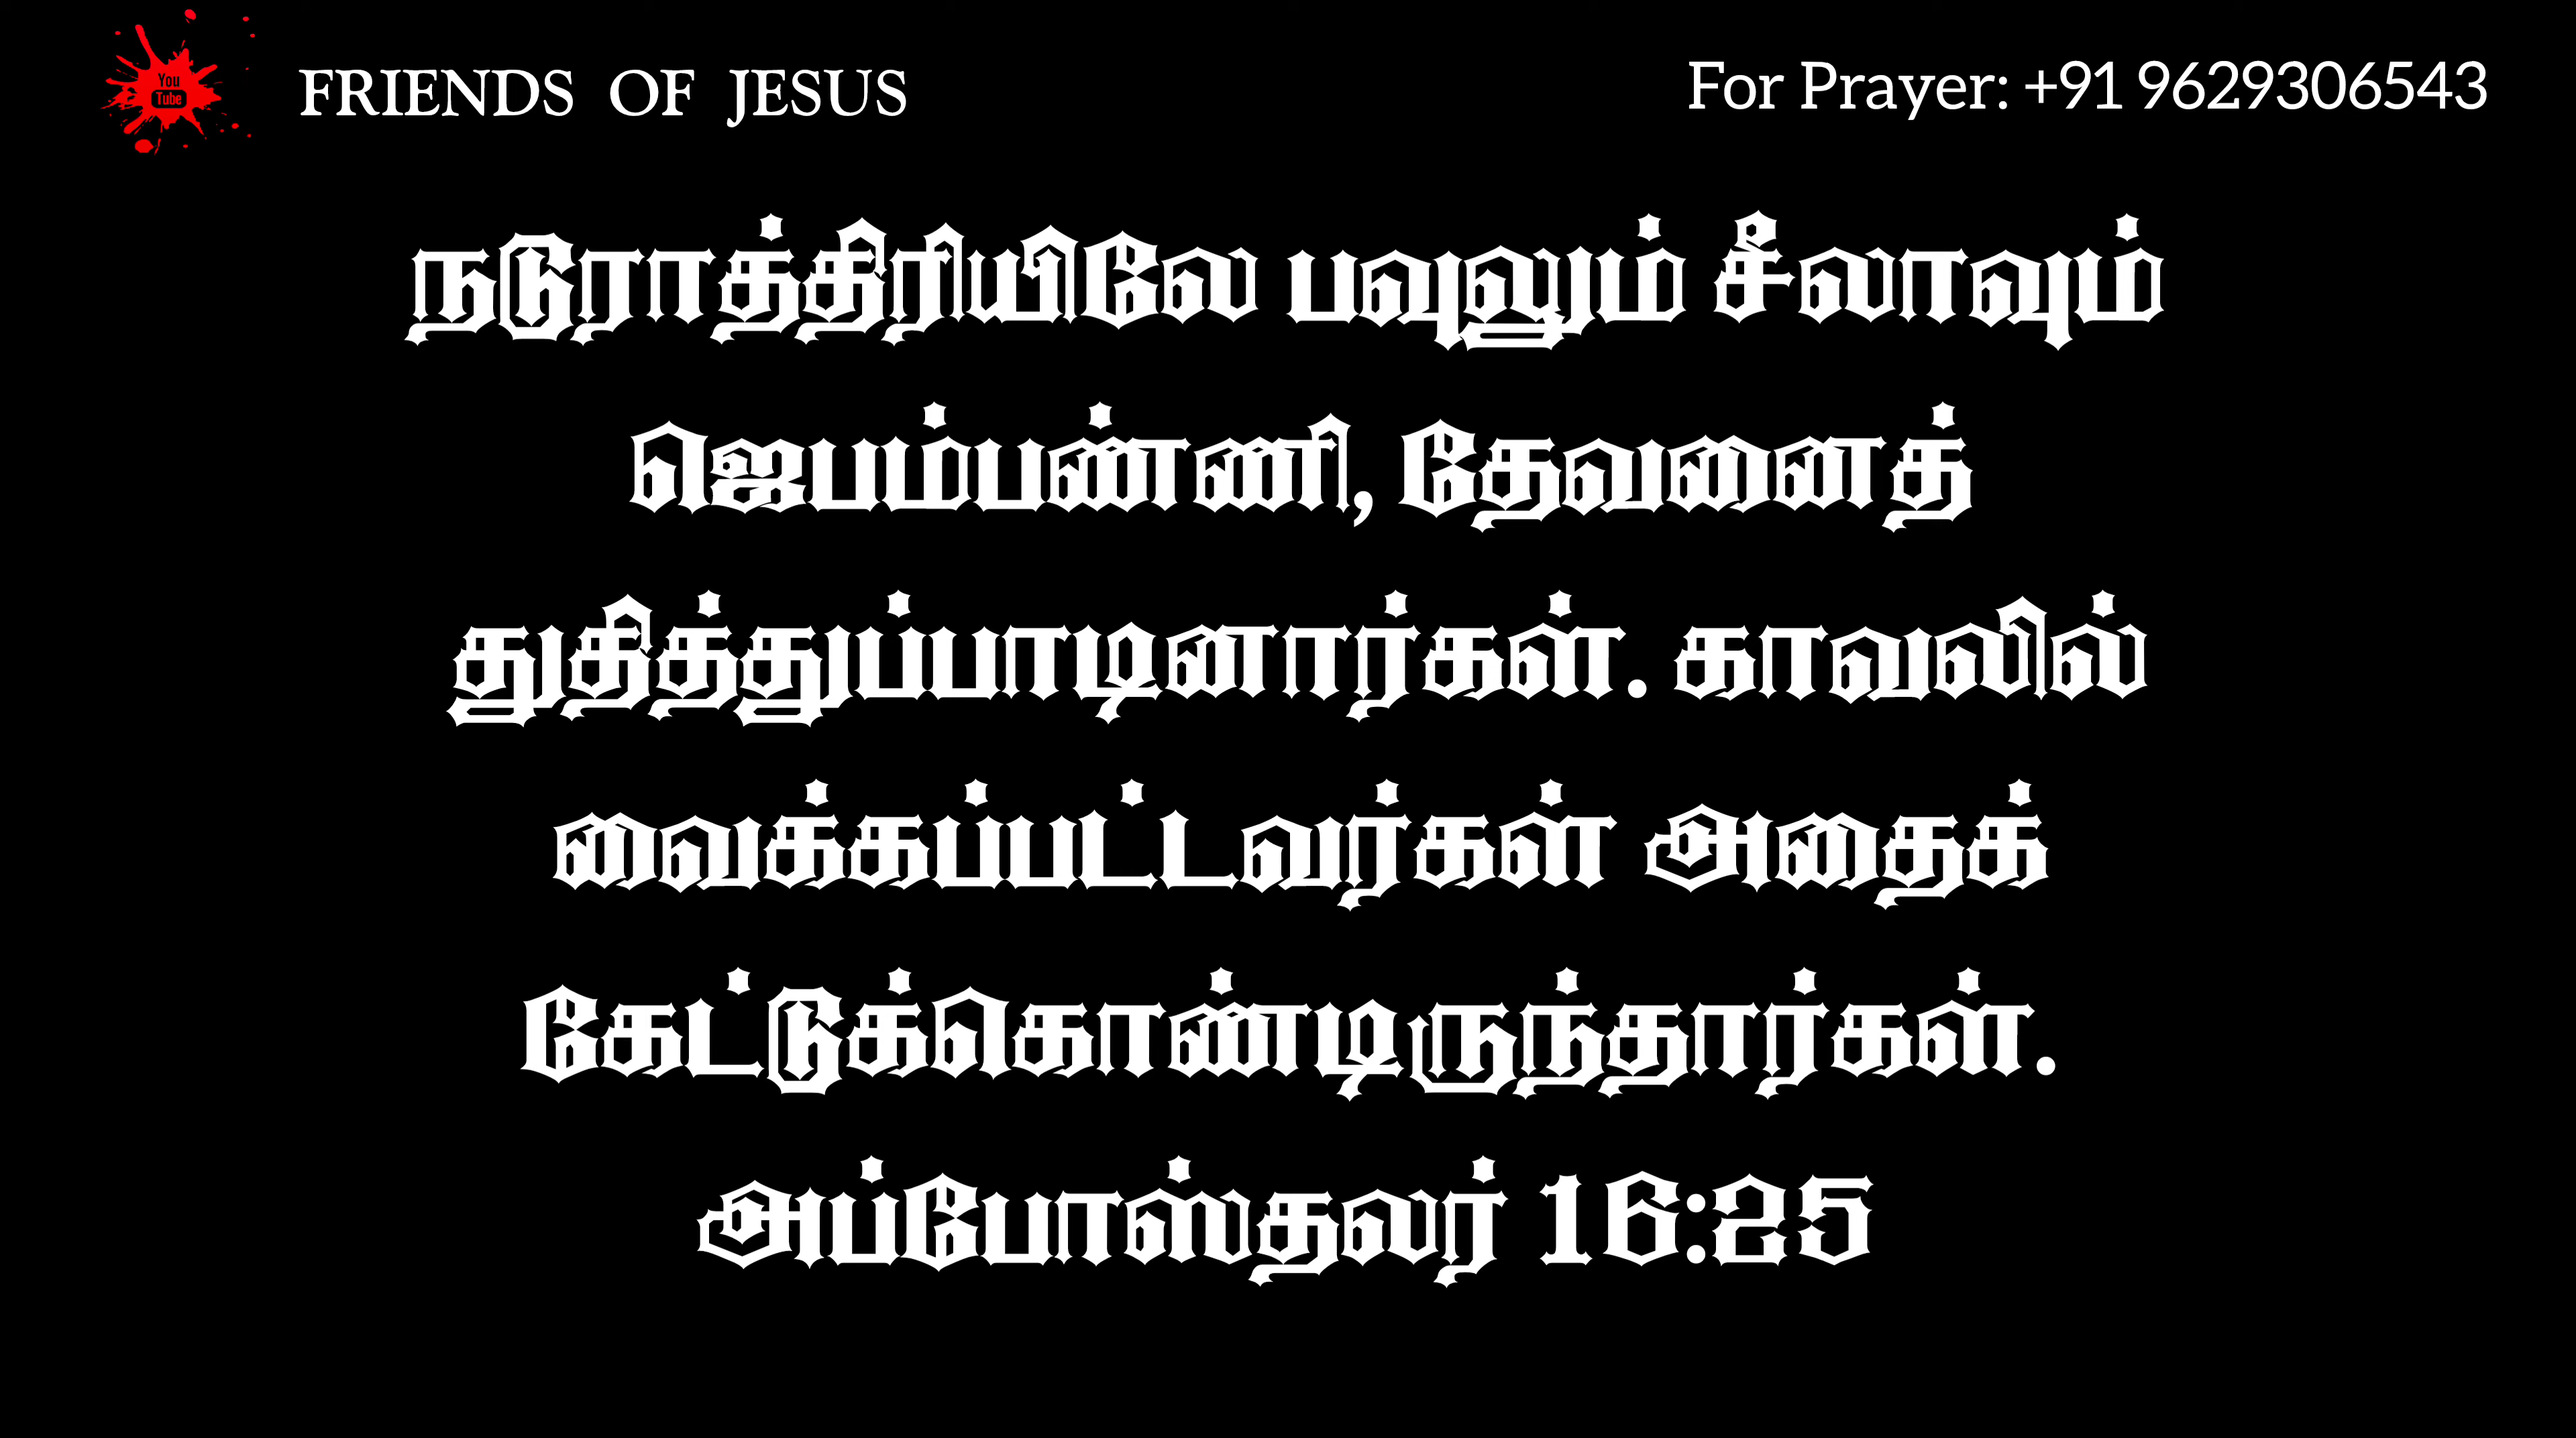 You
Tube
FRIENDS OF JESUS
For Prayer: +91 9629306543
நடுராத்திரியிலே பவுலும் சீலாவும்
ஜெபம்பண்ணி, தேவனைத்
துதித்துப்பாடினார்கள். காவலில்
வைக்கப்பட்டவர்கள் அதைக்
கேட்டுக்கொண்டிருந்தார்கள்.
அப்போஸ்தலர் 16:25